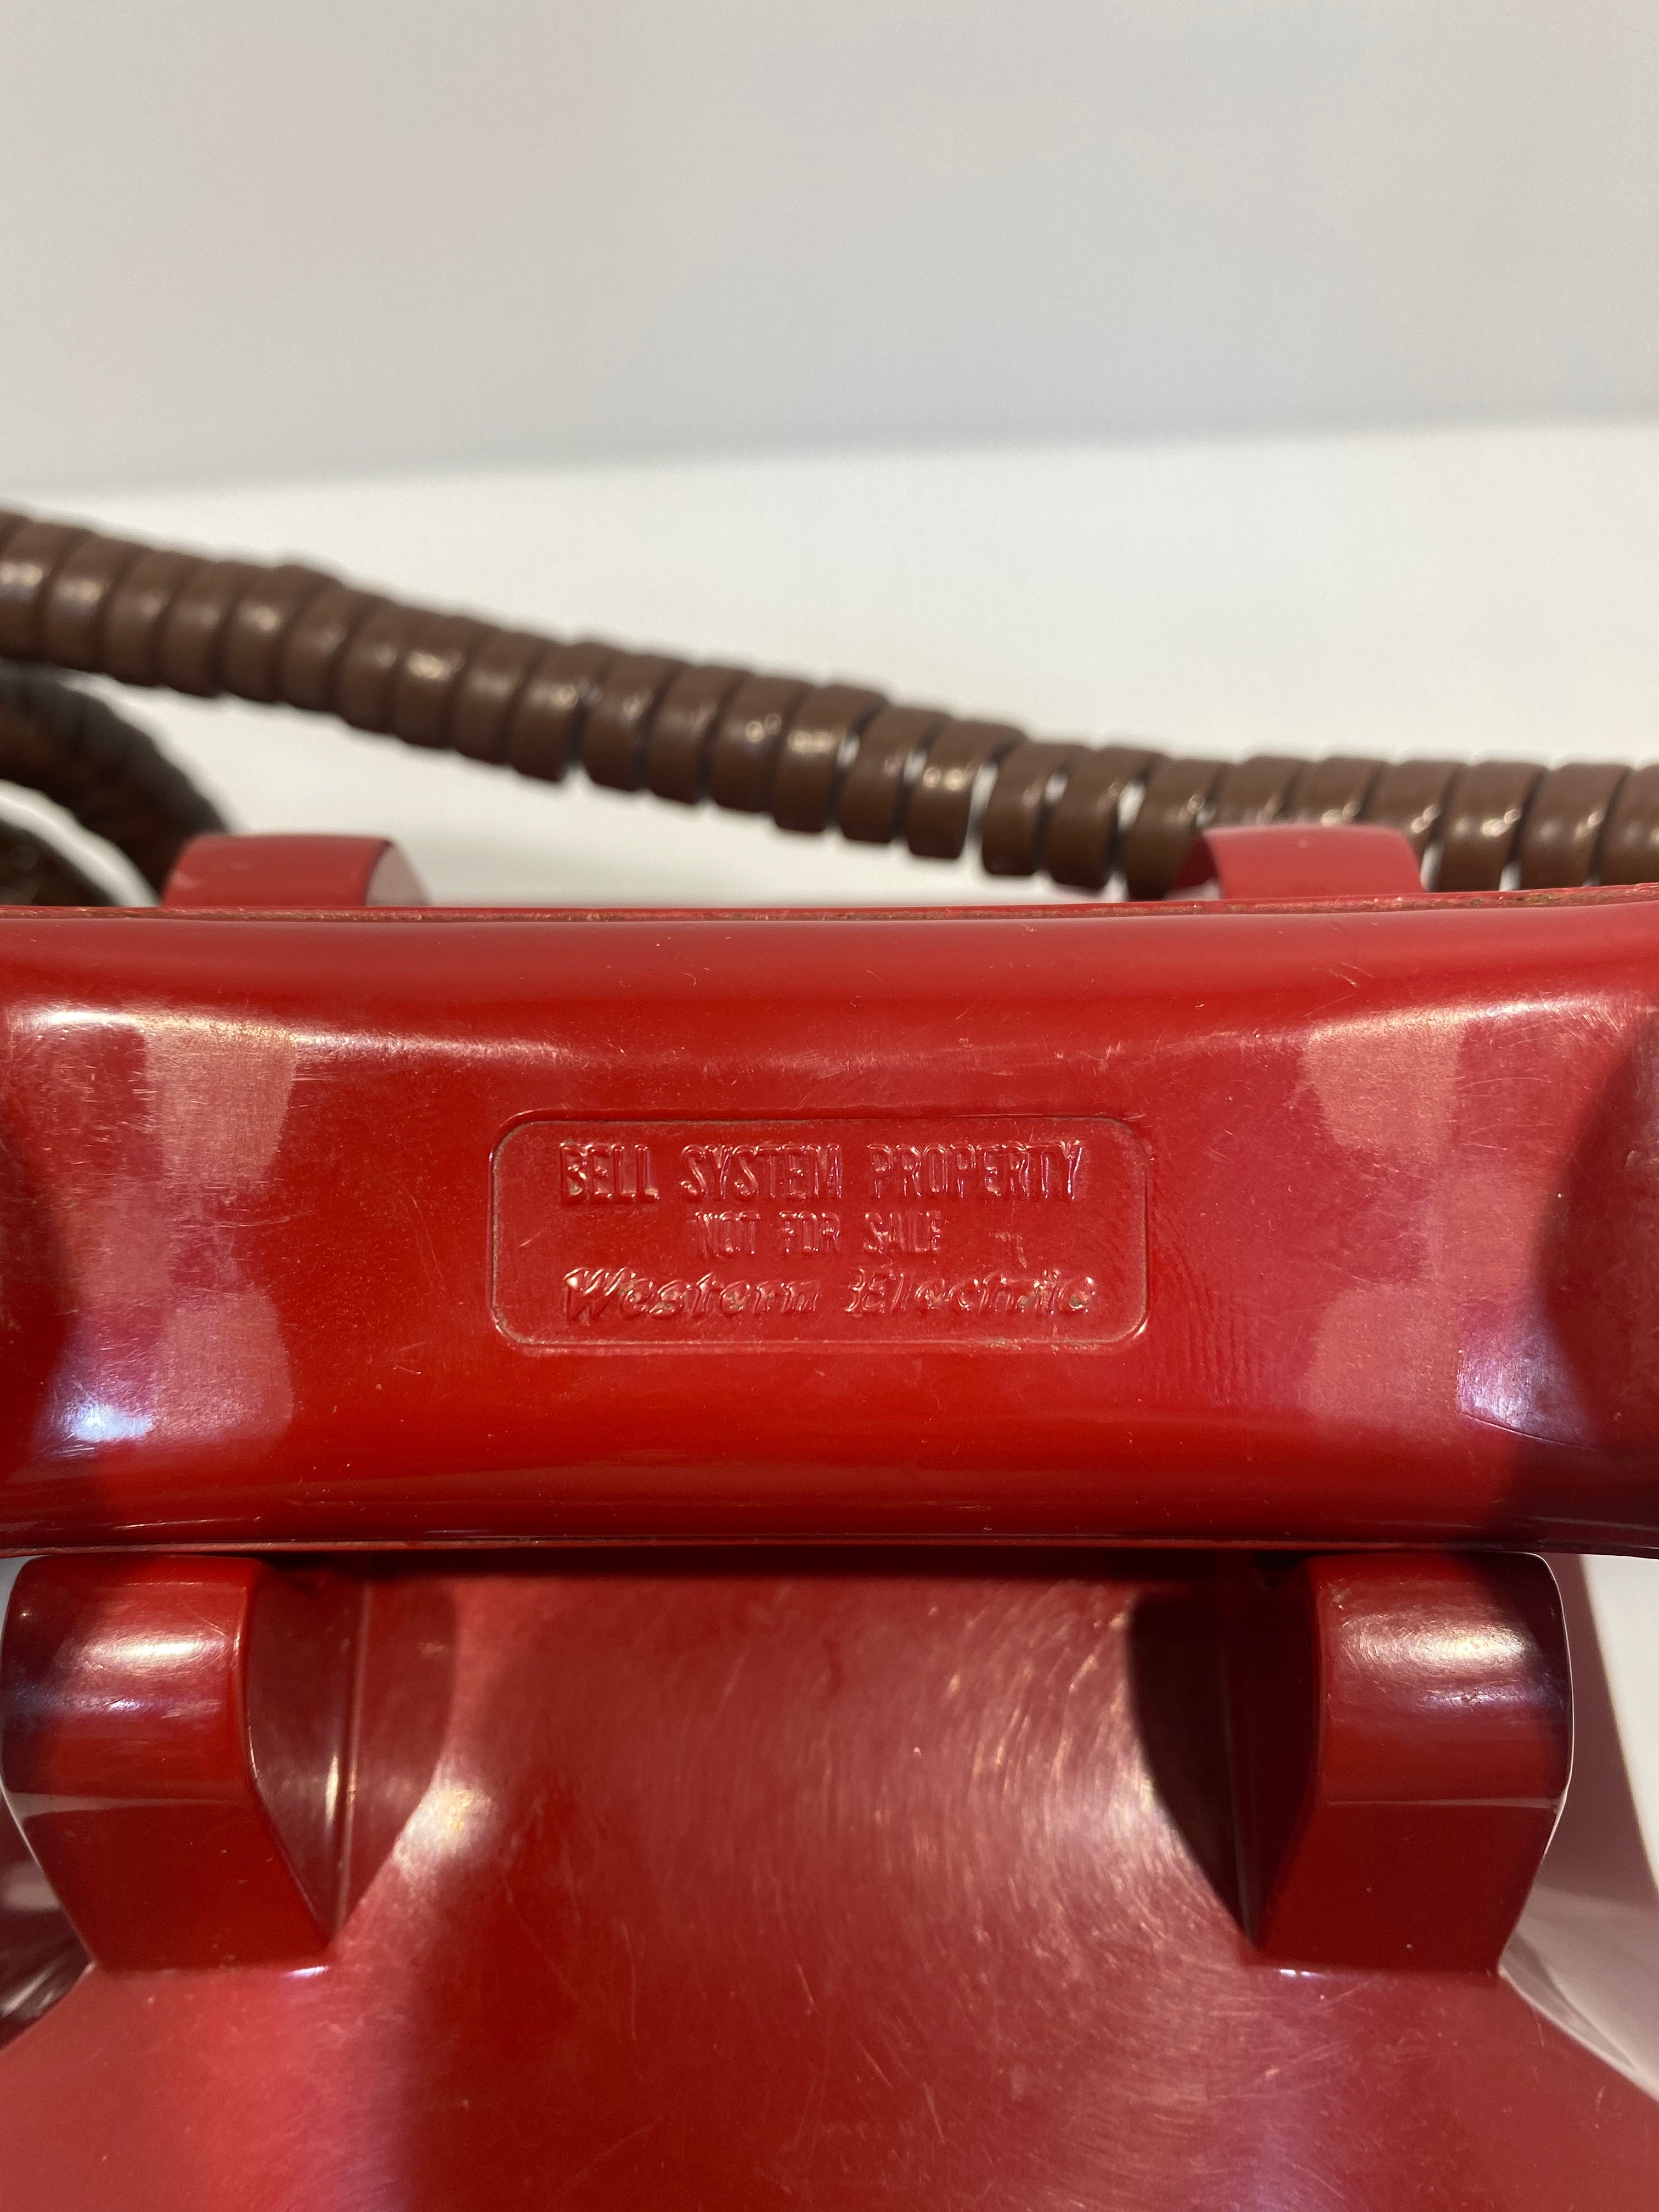 BELL SYSTEM PROPERTY
NOT FOR SALE
Western Electric